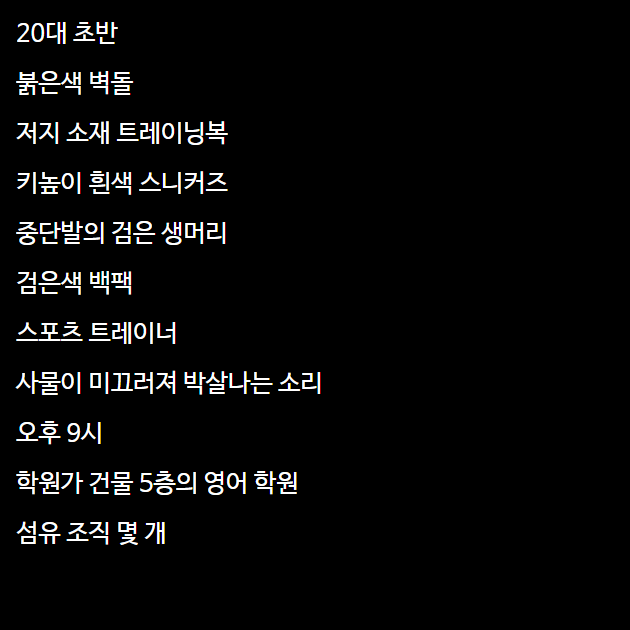 20대 초반
붉은색 벽돌
저지 소재 트레이닝복
키높이 흰색 스니커즈
중단발의 검은 생머리
검은색 백팩
스포츠 트레이너
사물이 미끄러져 박살나는 소리
오후 9시
학원가 건물 5층의 영어 학원
섬유 조직 몇 개